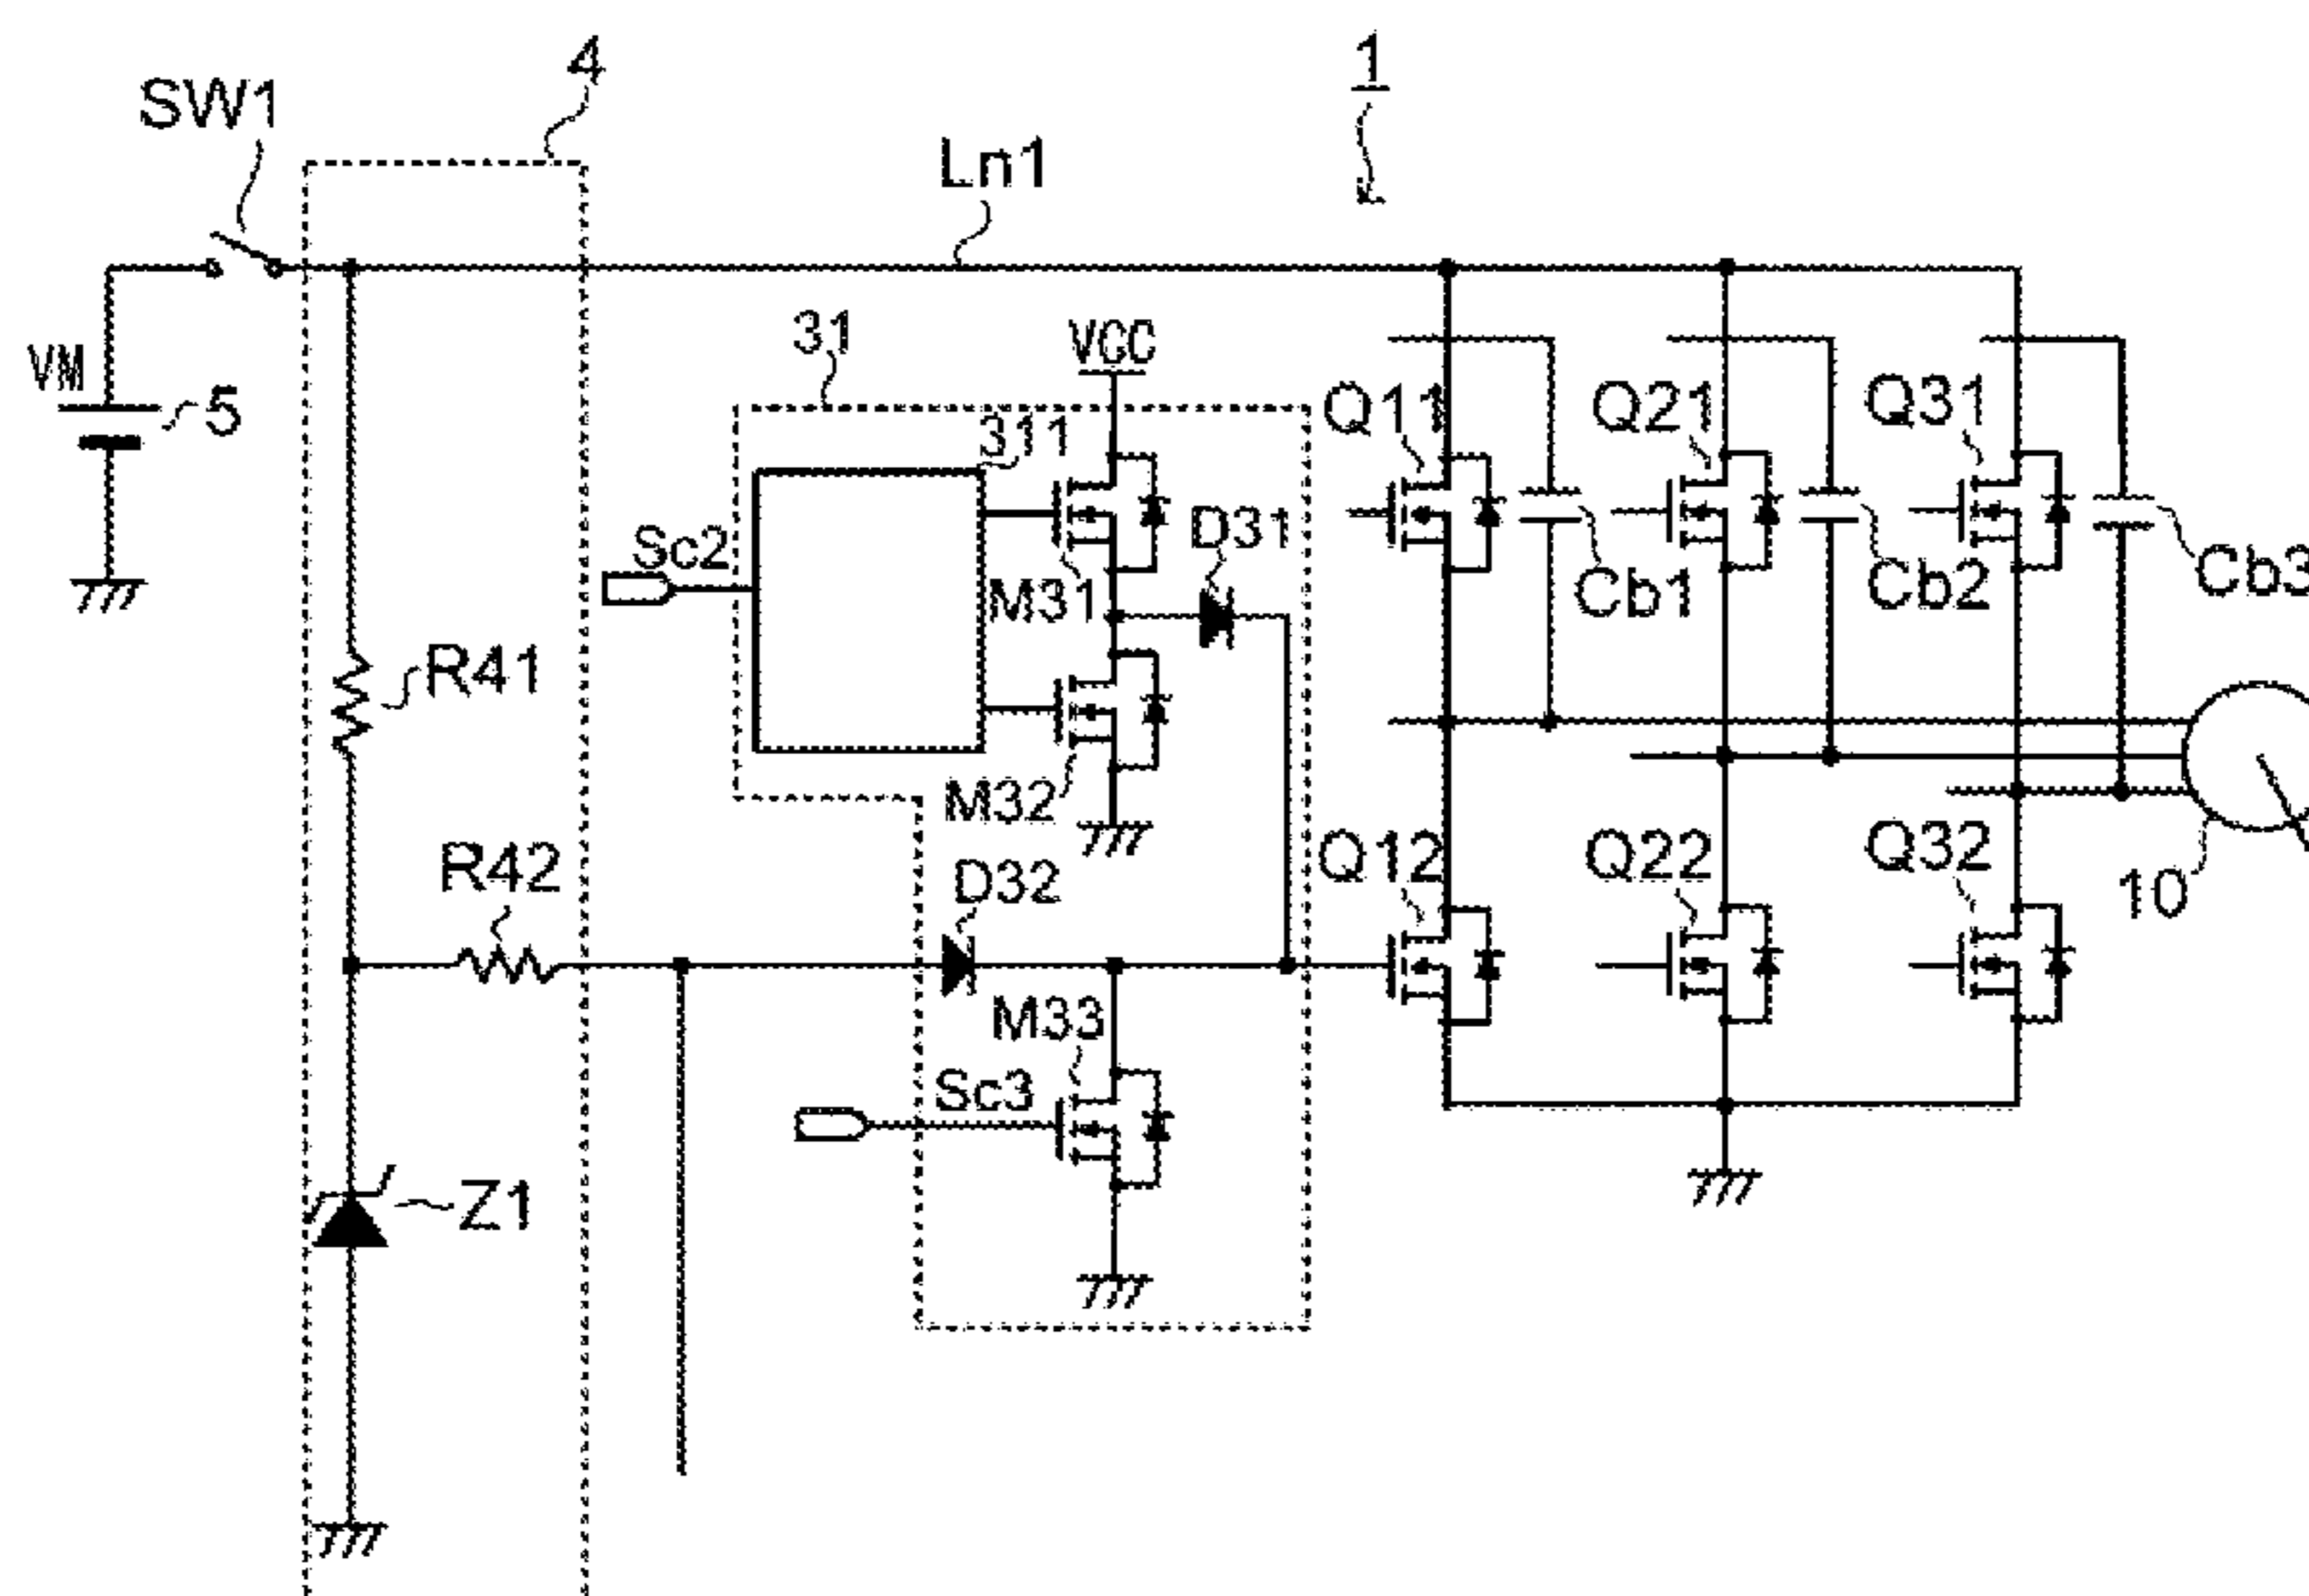 4
1
SW1
Ln1
31
VCC
VM
5
Q11
Q21
Q31
311
Sc2
D31
M31
Cb1
Cb2
Cb3
R41
M32
Q12
Q22
Q32
R42
D32
10
M33
Sc3
Z1